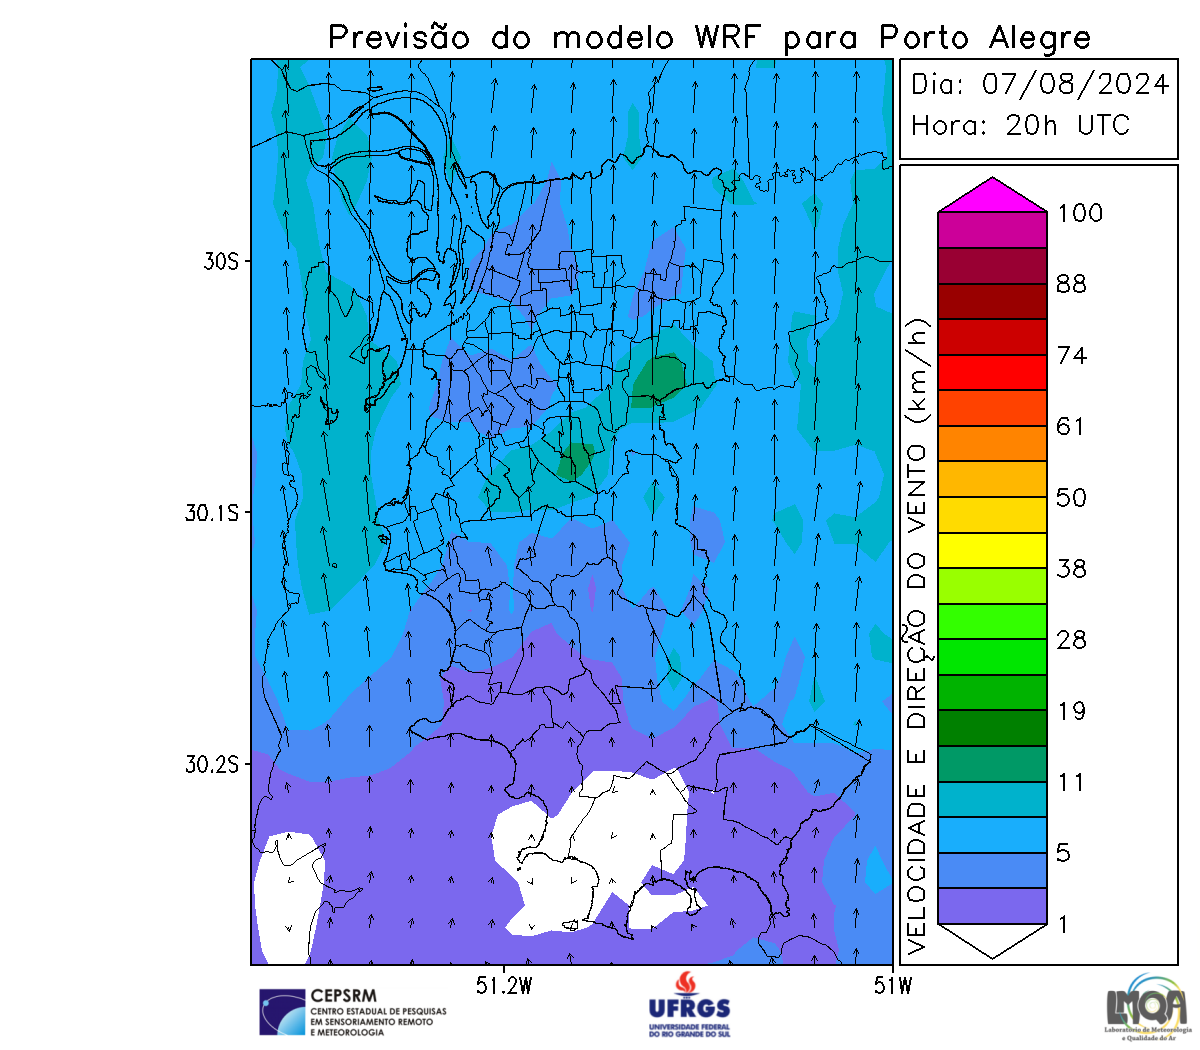 Previsão do modelo WRF para Porto Alegre
Dia: 07/08/2024
Hora: 20h UTC
30S
30.1S
30.2S
51.2W
51W
VELOCIDADE E DIREÇÃO DO VENTO (km/h)
100
88
74
61
50
38
28
19
11
5
1
CEPSRM
CENTRO ESTADUAL DE PESQUISAS
EM SENSORIAMENTO REMOTO
E METEOROLOGIA
UFRGS
UNIVERSIDADE FEDERAL
DO RIO GRANDE DO SUL
LMQA
Laboratório de Meteorologia
e Qualidade do Ar